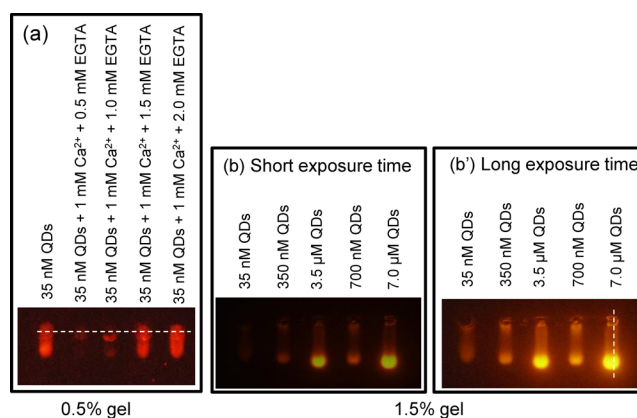 (a)
35 nM QDs
35 nM QDs + 1 mM Ca²⁺ + 0.5 mM EGTA
35 nM QDs + 1 mM Ca²⁺ + 1.0 mM EGTA
35 nM QDs + 1 mM Ca²⁺ + 1.5 mM EGTA
35 nM QDs + 1 mM Ca²⁺ + 2.0 mM EGTA
0.5% gel
(b) Short exposure time
35 nM QDs
350 nM QDs
3.5 µM QDs
700 nM QDs
7.0 µM QDs
(b') Long exposure time
35 nM QDs
350 nM QDs
3.5 µM QDs
700 nM QDs
7.0 µM QDs
1.5% gel